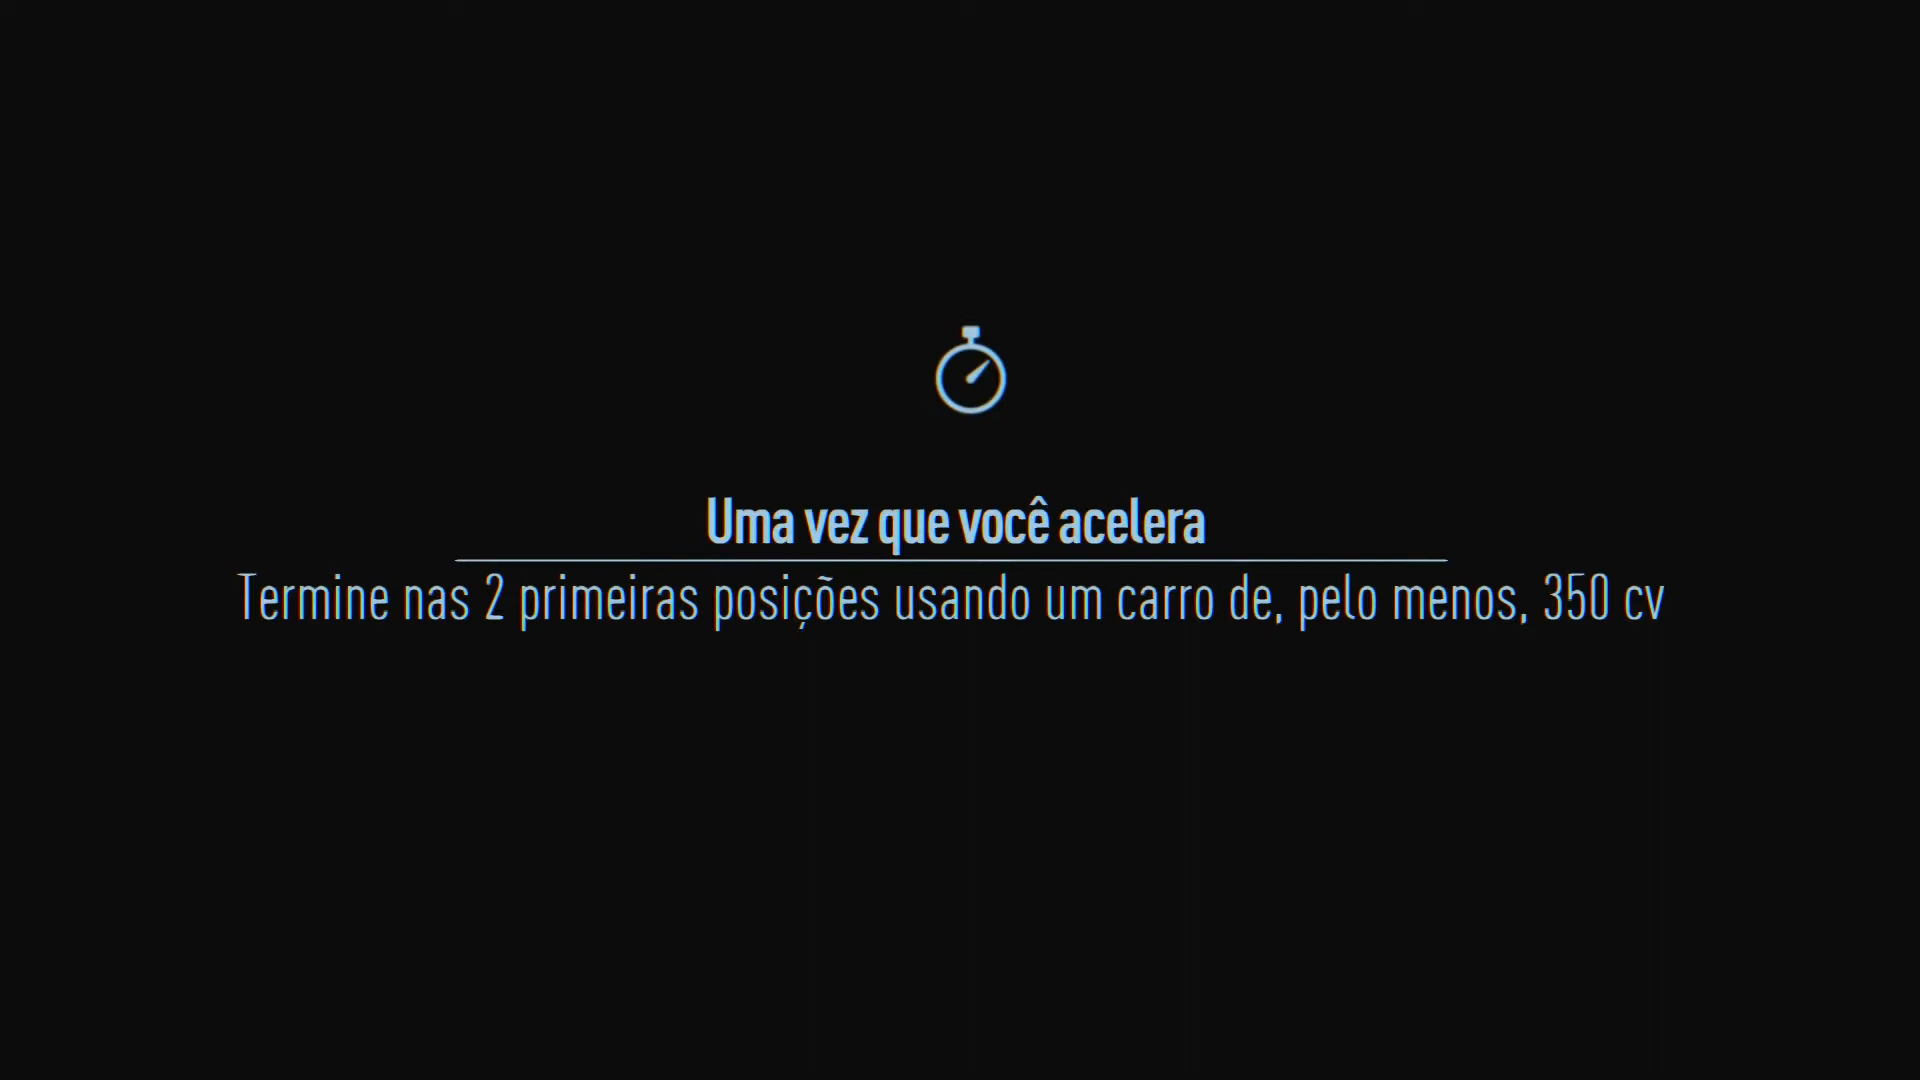 Uma vez que você acelera
Termine nas 2 primeiras posições usando um carro de, pelo menos, 350 cv